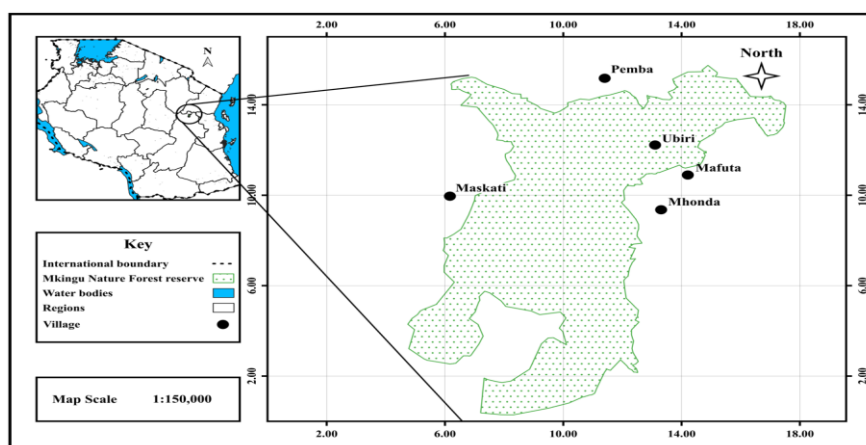 2.00 6.00 10.00 14.00 18.00
N
North
Pemba
14.00 14.00
Ubiri
Mafuta
Maskati
10.00 10.00
Mhonda
Key
International boundary
Mkingu Nature Forest reserve
Water bodies
Regions
Village
6.00 6.00
2.00 2.00
Map Scale 1:150,000
2.00 6.00 10.00 14.00 18.00